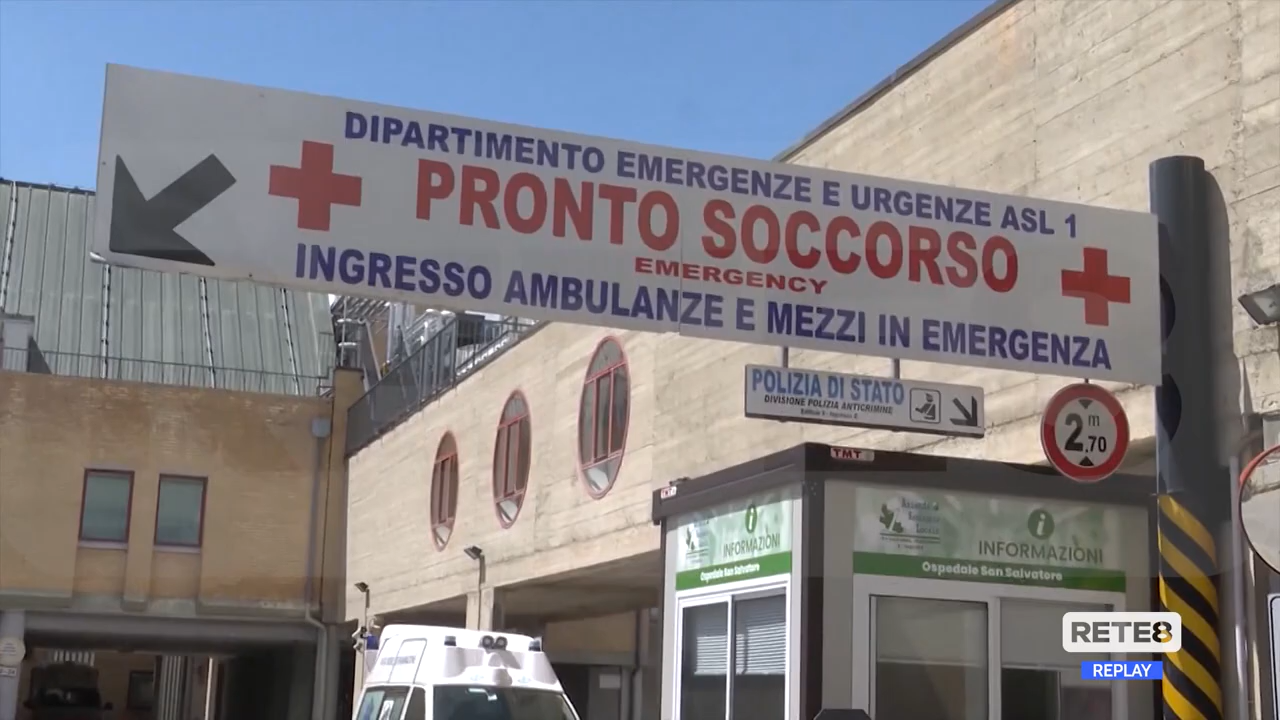 DIPARTIMENTO EMERGENZE E URGENZE ASL 1
PRONTO SOCCORSO
EMERGENCY
INGRESSO AMBULANZE E MEZZI IN EMERGENZA
POLIZIA DI STATO
DIVISIONE POLIZIA ANTICRIMINE
2 m ,70
TMT
TMT
i
INFORMAZIONI
Ospedale San Salvatore
i
INFORMAZIONI
Ospedale San Salvatore
RETE8
REPLAY